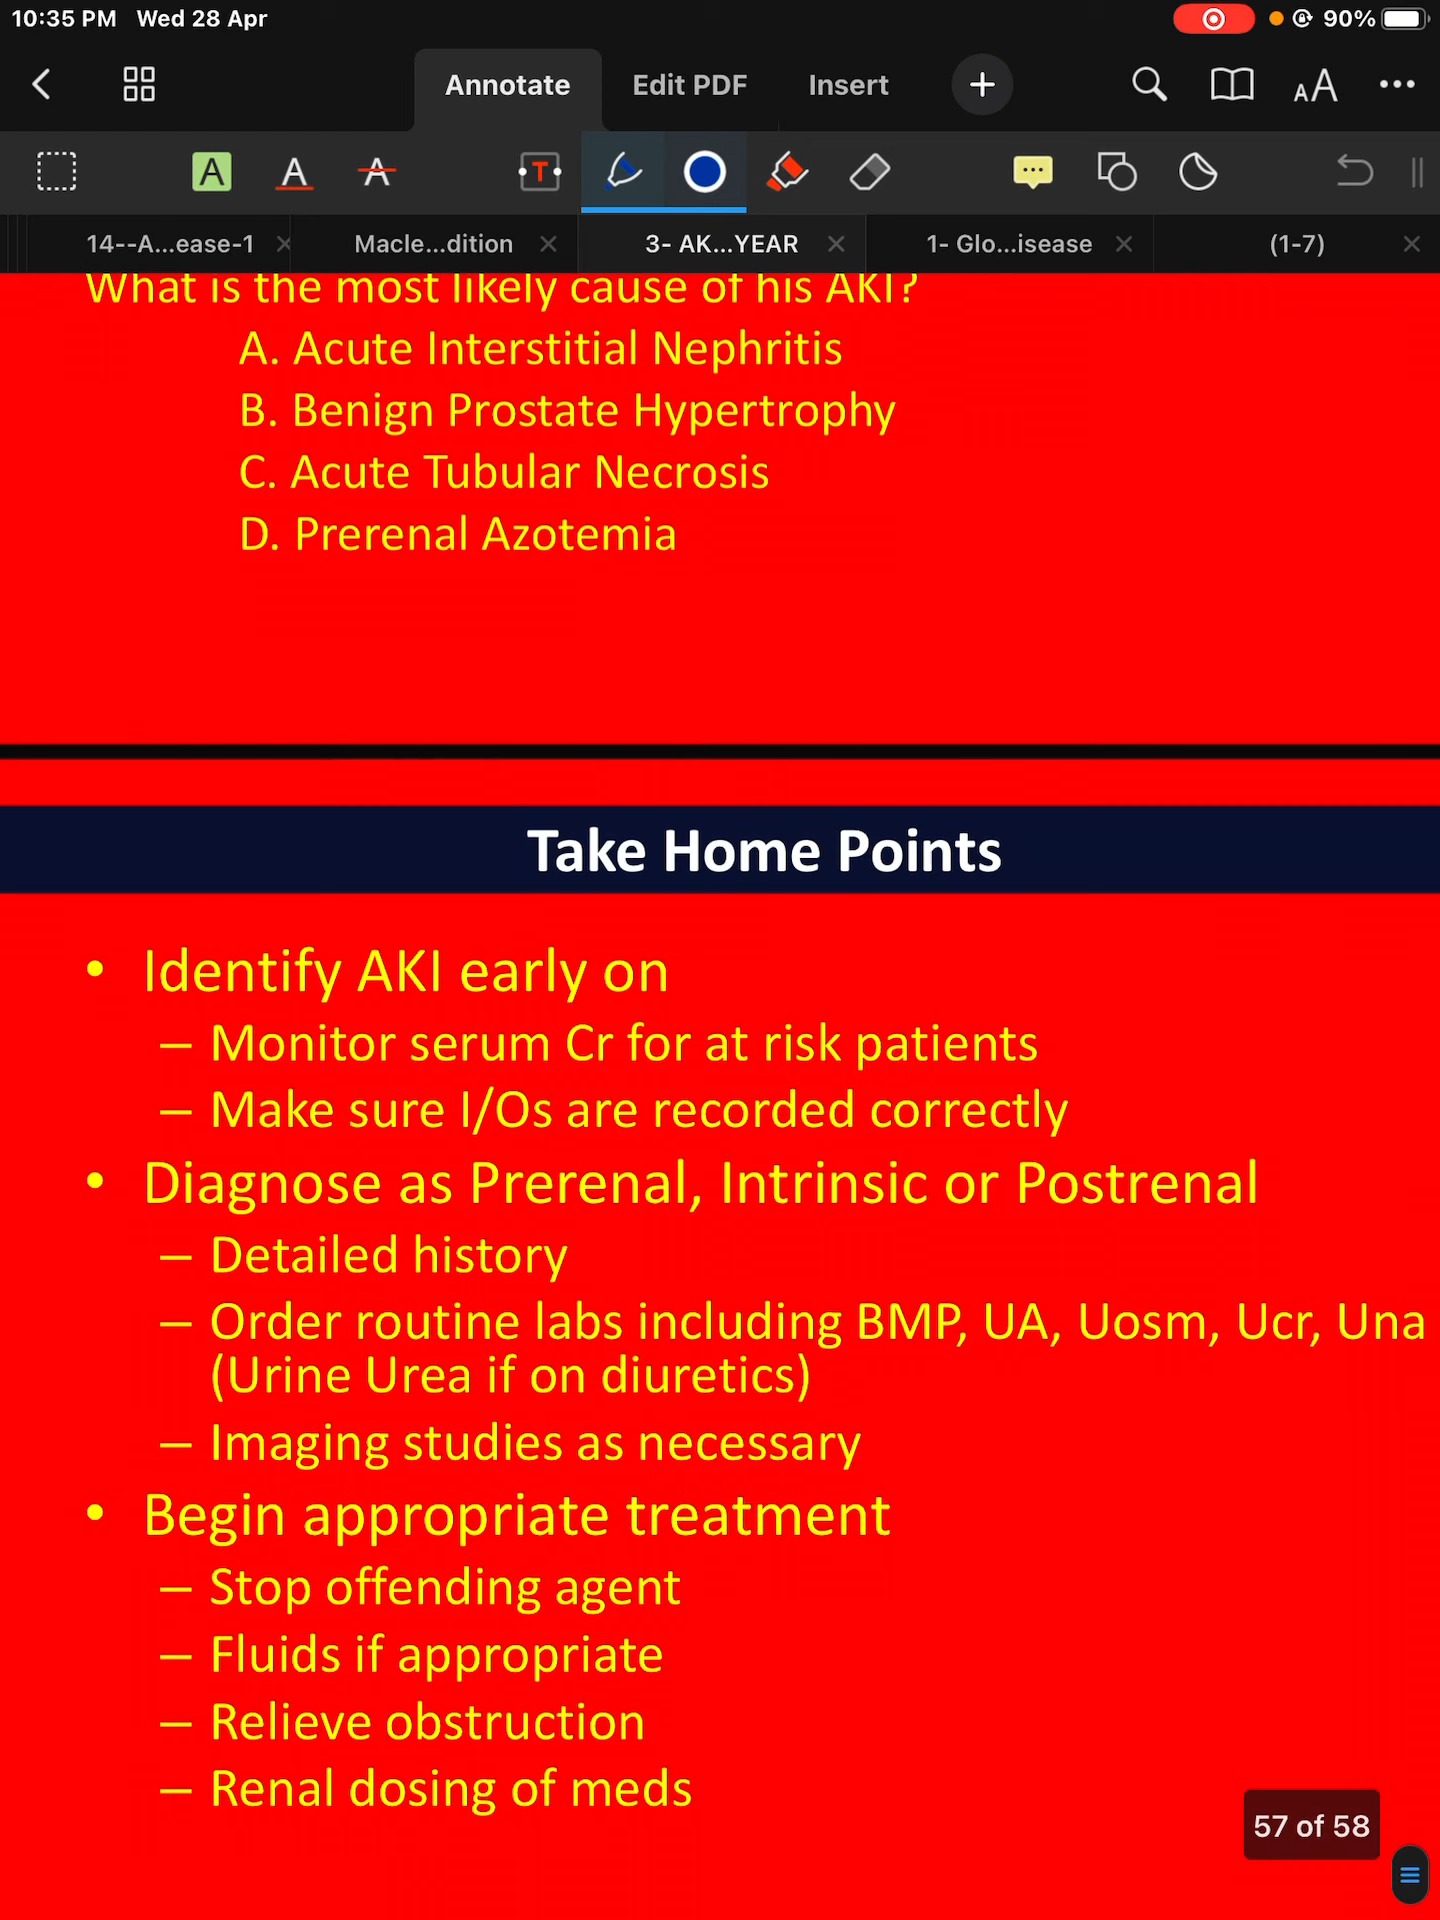 10:35 PM Wed 28 Apr
90%
Annotate Edit PDF Insert
AA
A A A T
14--A...ease-1 Macle...dition 3- AK...YEAR 1- Glo...isease (1-7)
What is the most likely cause of his AKI?
A. Acute Interstitial Nephritis
B. Benign Prostate Hypertrophy
C. Acute Tubular Necrosis
D. Prerenal Azotemia
Take Home Points
• Identify AKI early on
– Monitor serum Cr for at risk patients
– Make sure I/Os are recorded correctly
• Diagnose as Prerenal, Intrinsic or Postrenal
– Detailed history
– Order routine labs including BMP, UA, Uosm, Ucr, Una
(Urine Urea if on diuretics)
– Imaging studies as necessary
• Begin appropriate treatment
– Stop offending agent
– Fluids if appropriate
– Relieve obstruction
– Renal dosing of meds
57 of 58